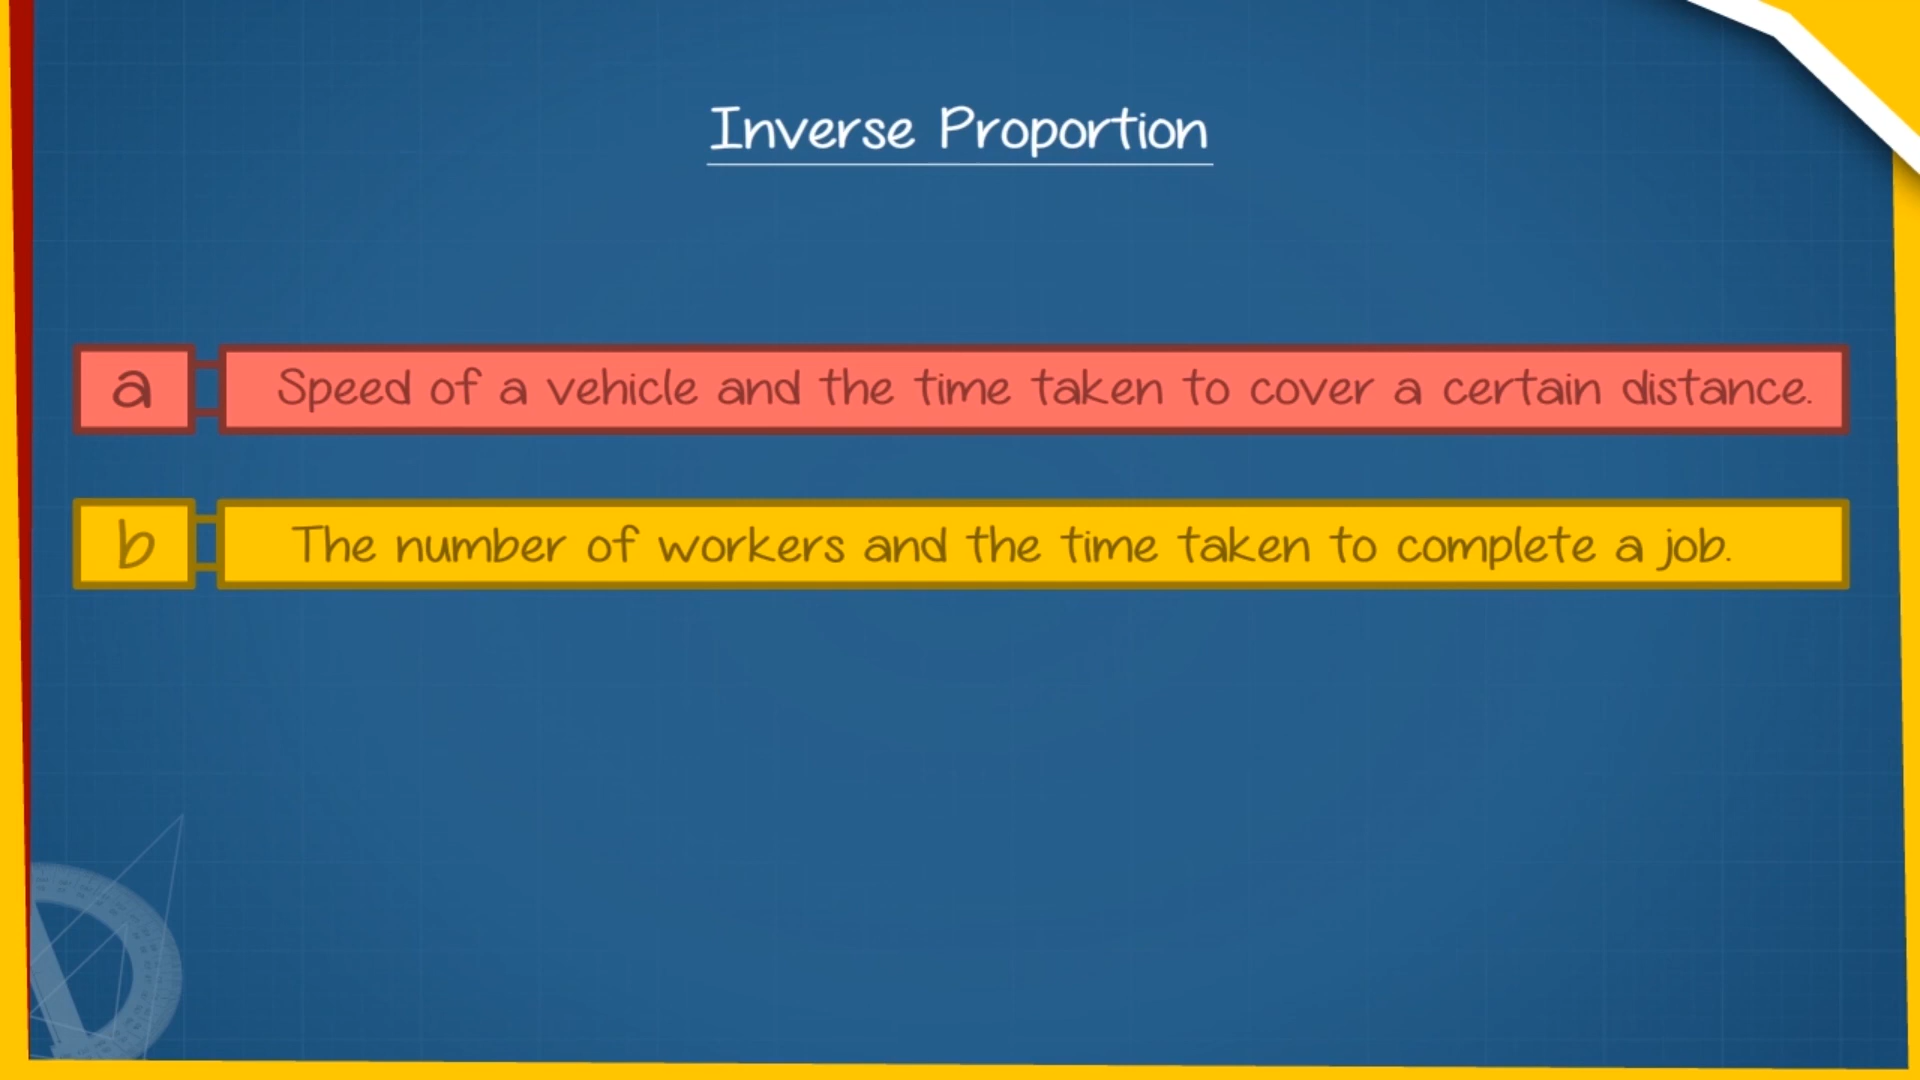 Inverse Proportion
a Speed of a vehicle and the time taken to cover a certain distance.
b The number of workers and the time taken to complete a job.